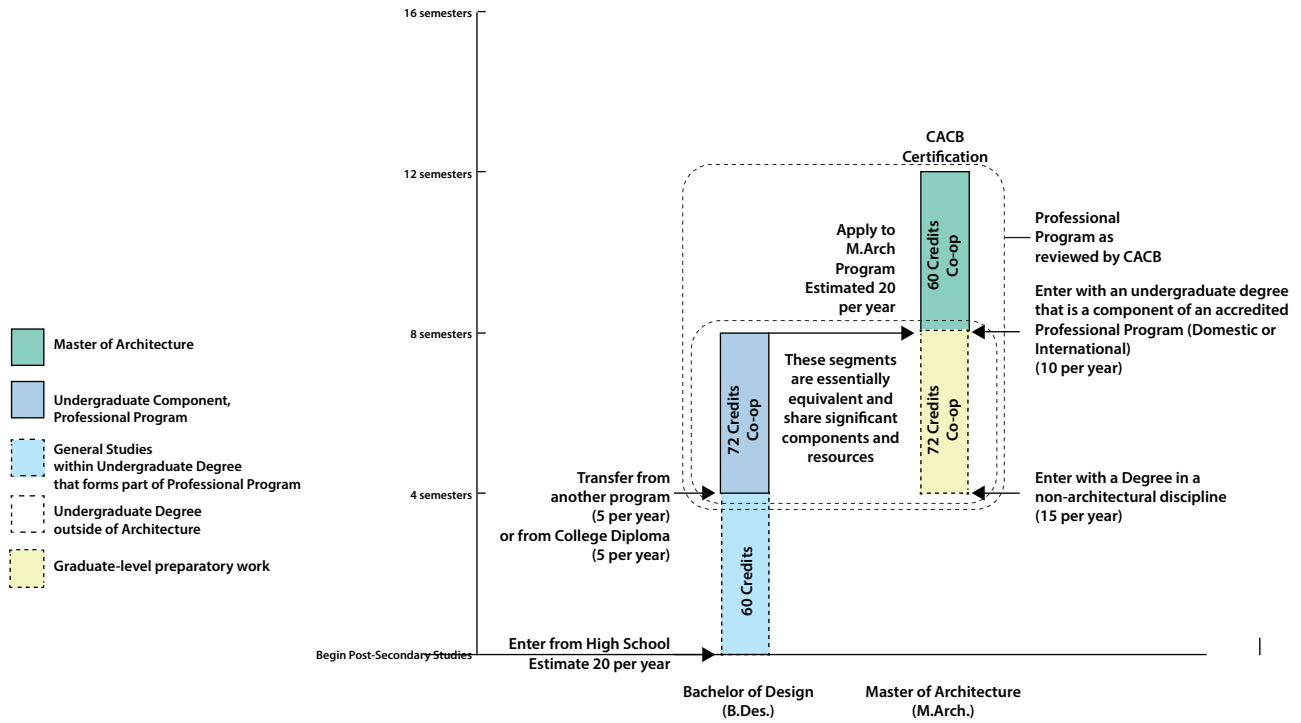 16 semesters
CACB
Certification
12 semesters
60 Credits
Co-op
Professional
Program as
reviewed by CACB
Apply to
M.Arch
Program
Estimated 20
per year
Enter with an undergraduate degree
that is a component of an accredited
Professional Program (Domestic or
International)
(10 per year)
Master of Architecture
8 semesters
These segments
are essentially
equivalent and
share significant
components and
resources
72 Credits
Co-op
72 Credits
Co-op
Undergraduate Component,
Professional Program
General Studies
within Undergraduate Degree
that forms part of Professional Program
Undergraduate Degree
outside of Architecture
Graduate-level preparatory work
4 semesters
Transfer from
another program
(5 per year)
or from College Diploma
(5 per year)
Enter with a Degree in a
non-architectural discipline
(15 per year)
60 Credits
Begin Post-Secondary Studies
Enter from High School
Estimate 20 per year
Bachelor of Design
(B.Des.)
Master of Architecture
(M.Arch.)